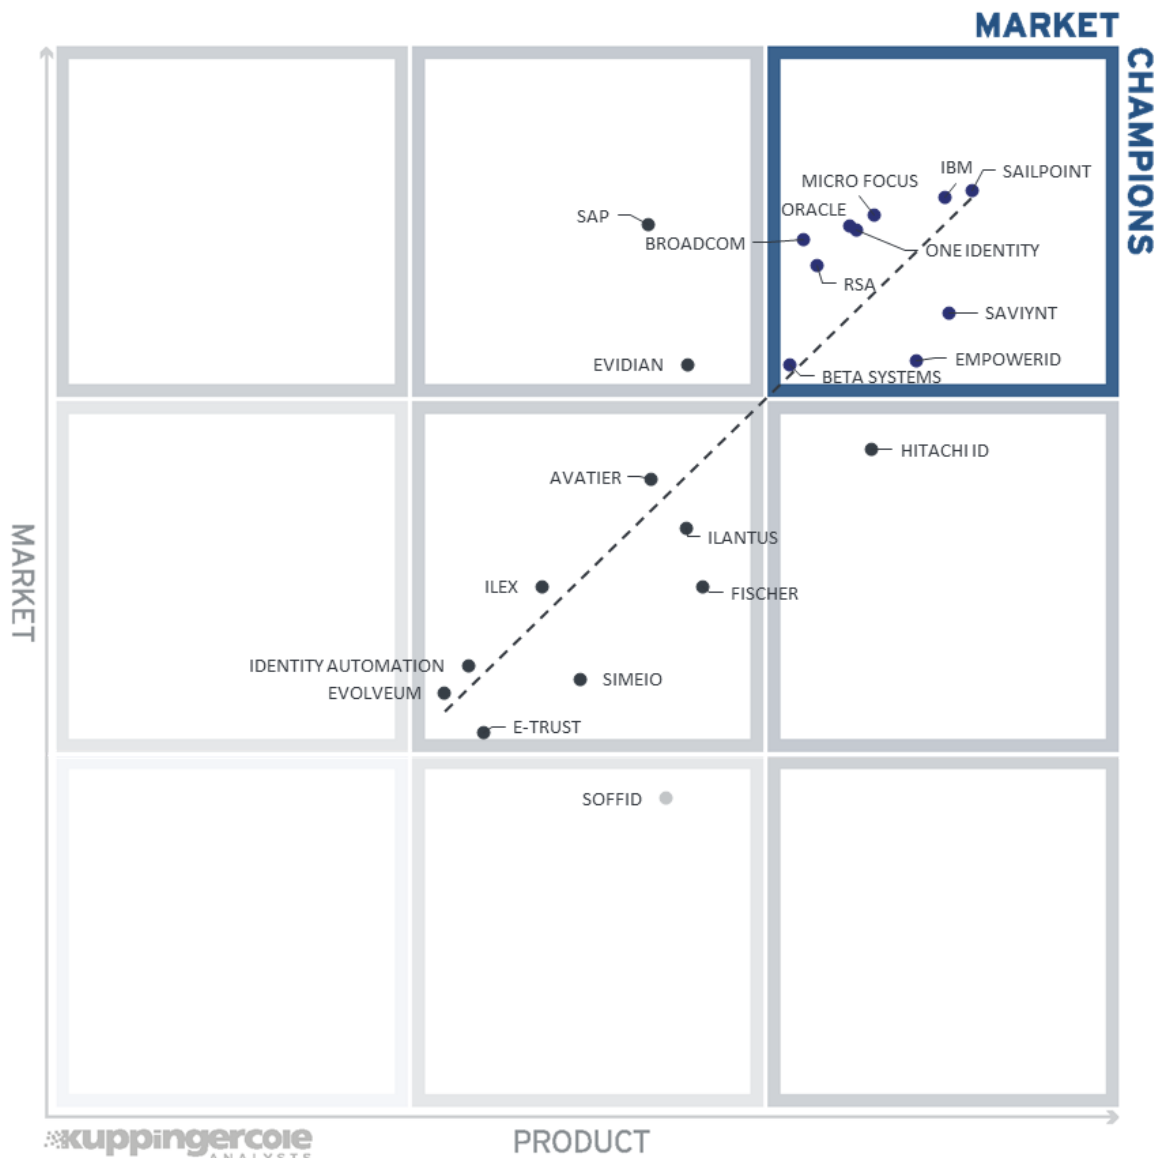 MARKET
CHAMPIONS
IBM
SAILPOINT
MICRO FOCUS
ORACLE
SAP
BROADCOM
ONE IDENTITY
RSA
SAVIYNT
EVIDIAN
EMPOWERID
BETA SYSTEMS
HITACHI ID
AVATIER
ILANTUS
ILEX
FISCHER
IDENTITY AUTOMATION
SIMEIO
EVOLVEUM
E-TRUST
SOFFID
MARKET
PRODUCT
kuppingercole
ANALYSTS